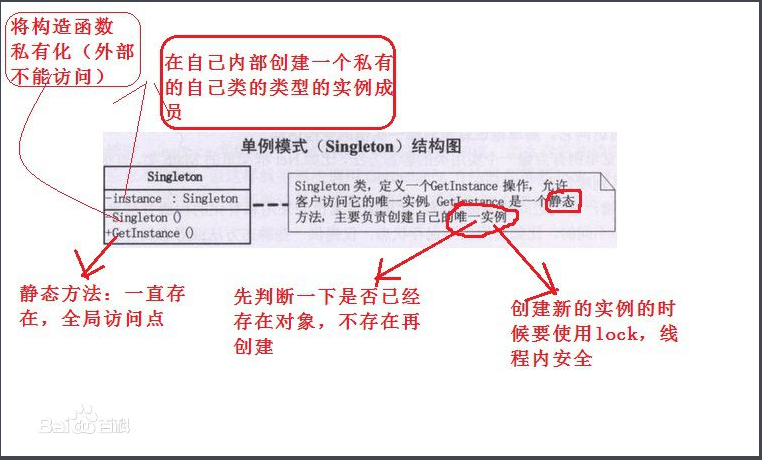 将构造函数
私有化（外部
不能访问）
在自己内部创建一个私有
的自己类的类型的实例成
员
单例模式（Singleton）结构图
Singleton
-instance : Singleton
-Singleton()
+GetInstance()
Singleton 类，定义一个GetInstance 操作，允许
客户访问它的唯一实例. GetInstance 是一个静态
方法，主要负责创建自己的唯一实例
静态方法：一直存
在，全局访问点
先判断一下是否已经
存在对象，不存在再
创建
创建新的实例的时
候要使用lock，线
程内安全
Bai百科